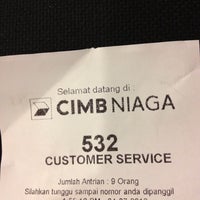 Selamat datang di :
CIMB NIAGA
532
CUSTOMER SERVICE
Jumlah Antrian : 9 Orang
Silahkan tunggu sampai nomor anda dipanggil